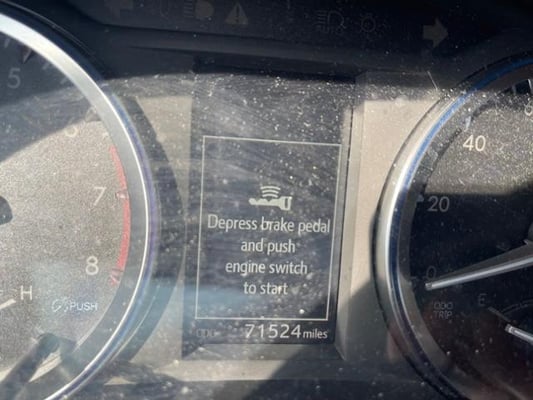 5
6
7
8
H
PUSH
Depress brake pedal
and push
engine switch
to start
ODO 71524 miles
40
20
0
ODO
TRIP
E